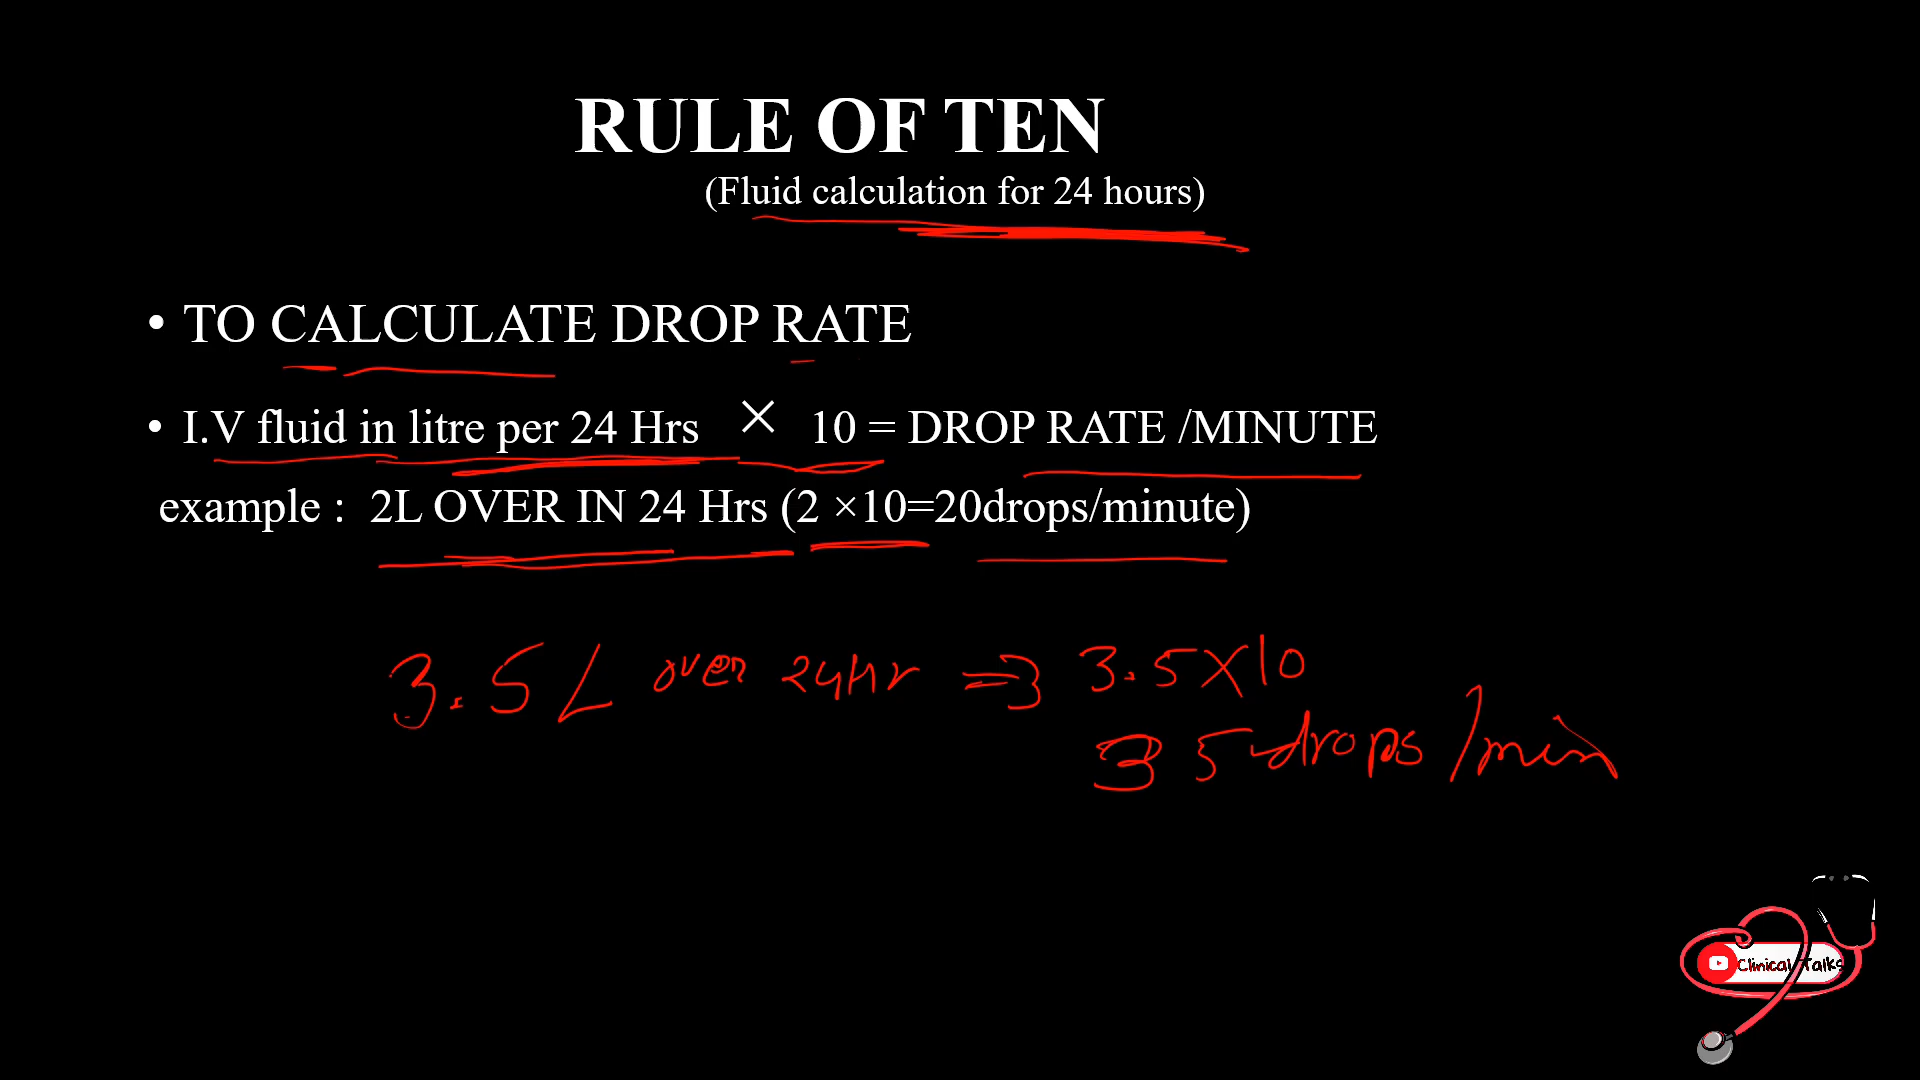 RULE OF TEN
(Fluid calculation for 24 hours)
• TO CALCULATE DROP RATE
• I.V fluid in litre per 24 Hrs × 10 = DROP RATE /MINUTE
example : 2L OVER IN 24 Hrs (2 ×10=20drops/minute)
3.5 L over 24Hr ⇒ 3.5×10
35 drops/min
Clinical Talks